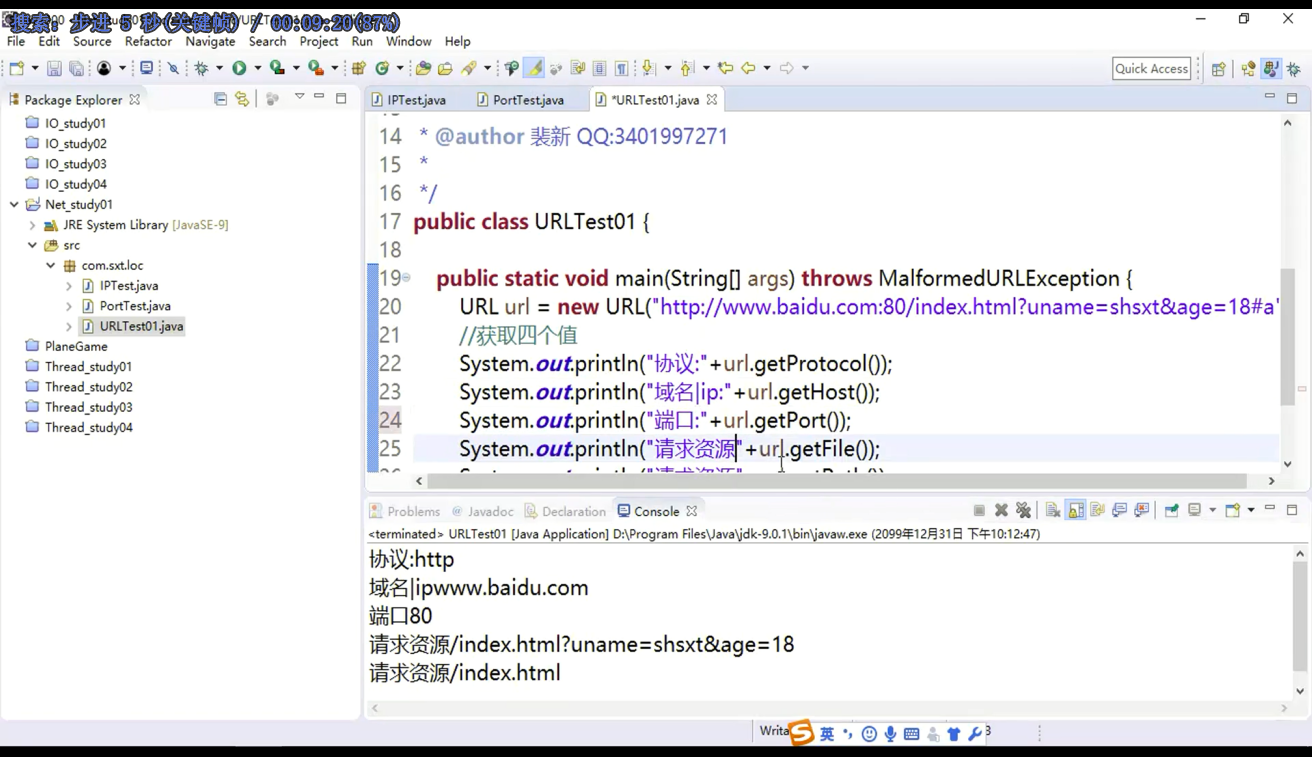 搜索: 步进 5 秒(关键帧) / 00:09:20(87%)
File Edit Source Refactor Navigate Search Project Run Window Help
Quick Access
Package Explorer
IO_study01
IO_study02
IO_study03
IO_study04
Net_study01
JRE System Library [JavaSE-9]
src
com.sxt.loc
IPTest.java
PortTest.java
URLTest01.java
PlaneGame
Thread_study01
Thread_study02
Thread_study03
Thread_study04
IPTest.java PortTest.java *URLTest01.java
14 * @author 裴新 QQ:3401997271
15 *
16 */
17 public class URLTest01 {
18
19 public static void main(String[] args) throws MalformedURLException {
20 URL url = new URL("http://www.baidu.com:80/index.html?uname=shsxt&age=18#a"
21 //获取四个值
22 System.out.println("协议:"+url.getProtocol());
23 System.out.println("域名|ip:"+url.getHost());
24 System.out.println("端口:"+url.getPort());
25 System.out.println("请求资源"+url.getFile());
Problems Javadoc Declaration Console
<terminated> URLTest01 [Java Application] D:\Program Files\Java\jdk-9.0.1\bin\javaw.exe (2099年12月31日 下午10:12:47)
协议:http
域名|ipwww.baidu.com
端口80
请求资源/index.html?uname=shsxt&age=18
请求资源/index.html
Writa
英